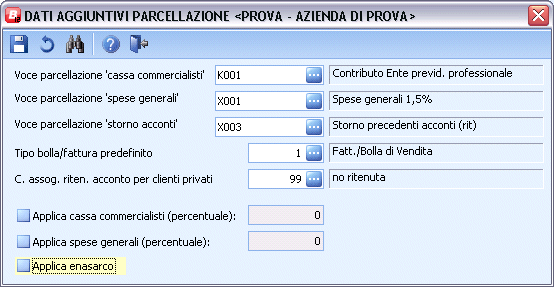 B DATI AGGIUNTIVI PARCELLAZIONE <PROVA - AZIENDA DI PROVA>
Voce parcellazione 'cassa commercialisti' K001 ... Contributo Ente previd. professionale
Voce parcellazione 'spese generali' X001 ... Spese generali 1,5%
Voce parcellazione 'storno acconti' X003 ... Storno precedenti acconti (rit)
Tipo bolla/fattura predefinito 1 ... Fatt./Bolla di Vendita
C. assog. riten. acconto per clienti privati 99 ... no ritenuta
Applica cassa commercialisti (percentuale): 0
Applica spese generali (percentuale): 0
Applica enasarco